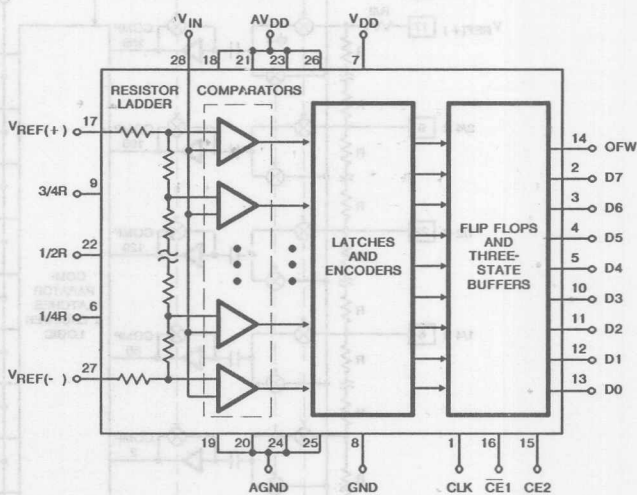 VIN AVDD VDD
28 18 21 23 26 7
RESISTOR LADDER
COMPARATORS
VREF(+) 17
3/4R 9
1/2R 22
1/4R 6
VREF(-) 27
LATCHES
AND
ENCODERS
FLIP FLOPS
AND
THREE-
STATE
BUFFERS
14 OFW
2 D7
3 D6
4 D5
5 D4
10 D3
11 D2
12 D1
13 D0
19 20 24 25 8 1 16 15
AGND GND CLK CE1 CE2